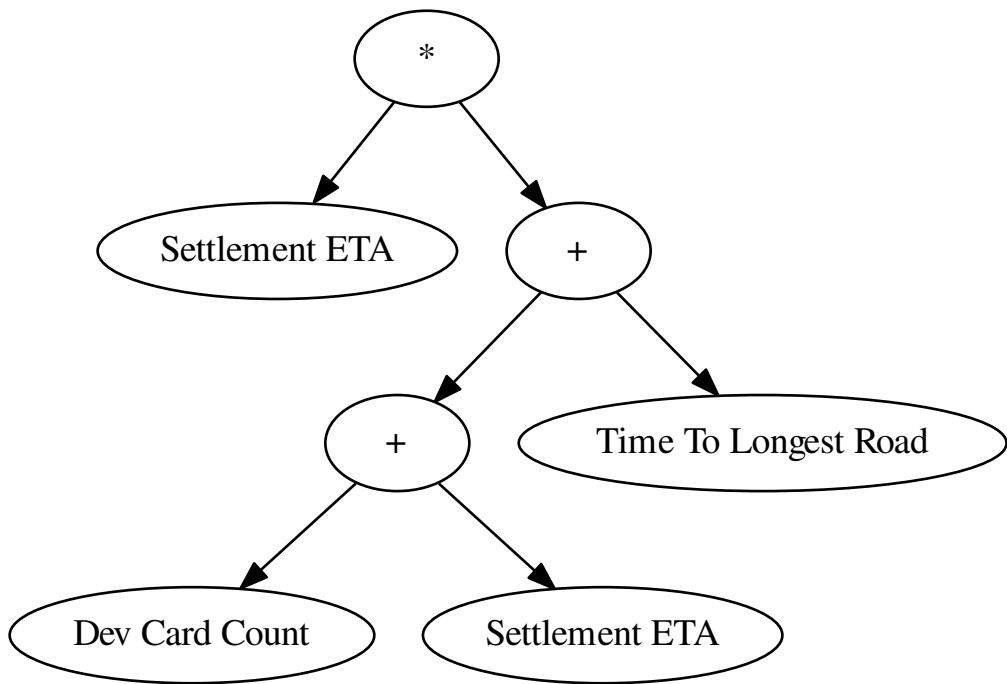 *
Settlement ETA
+
+
Time To Longest Road
Dev Card Count
Settlement ETA